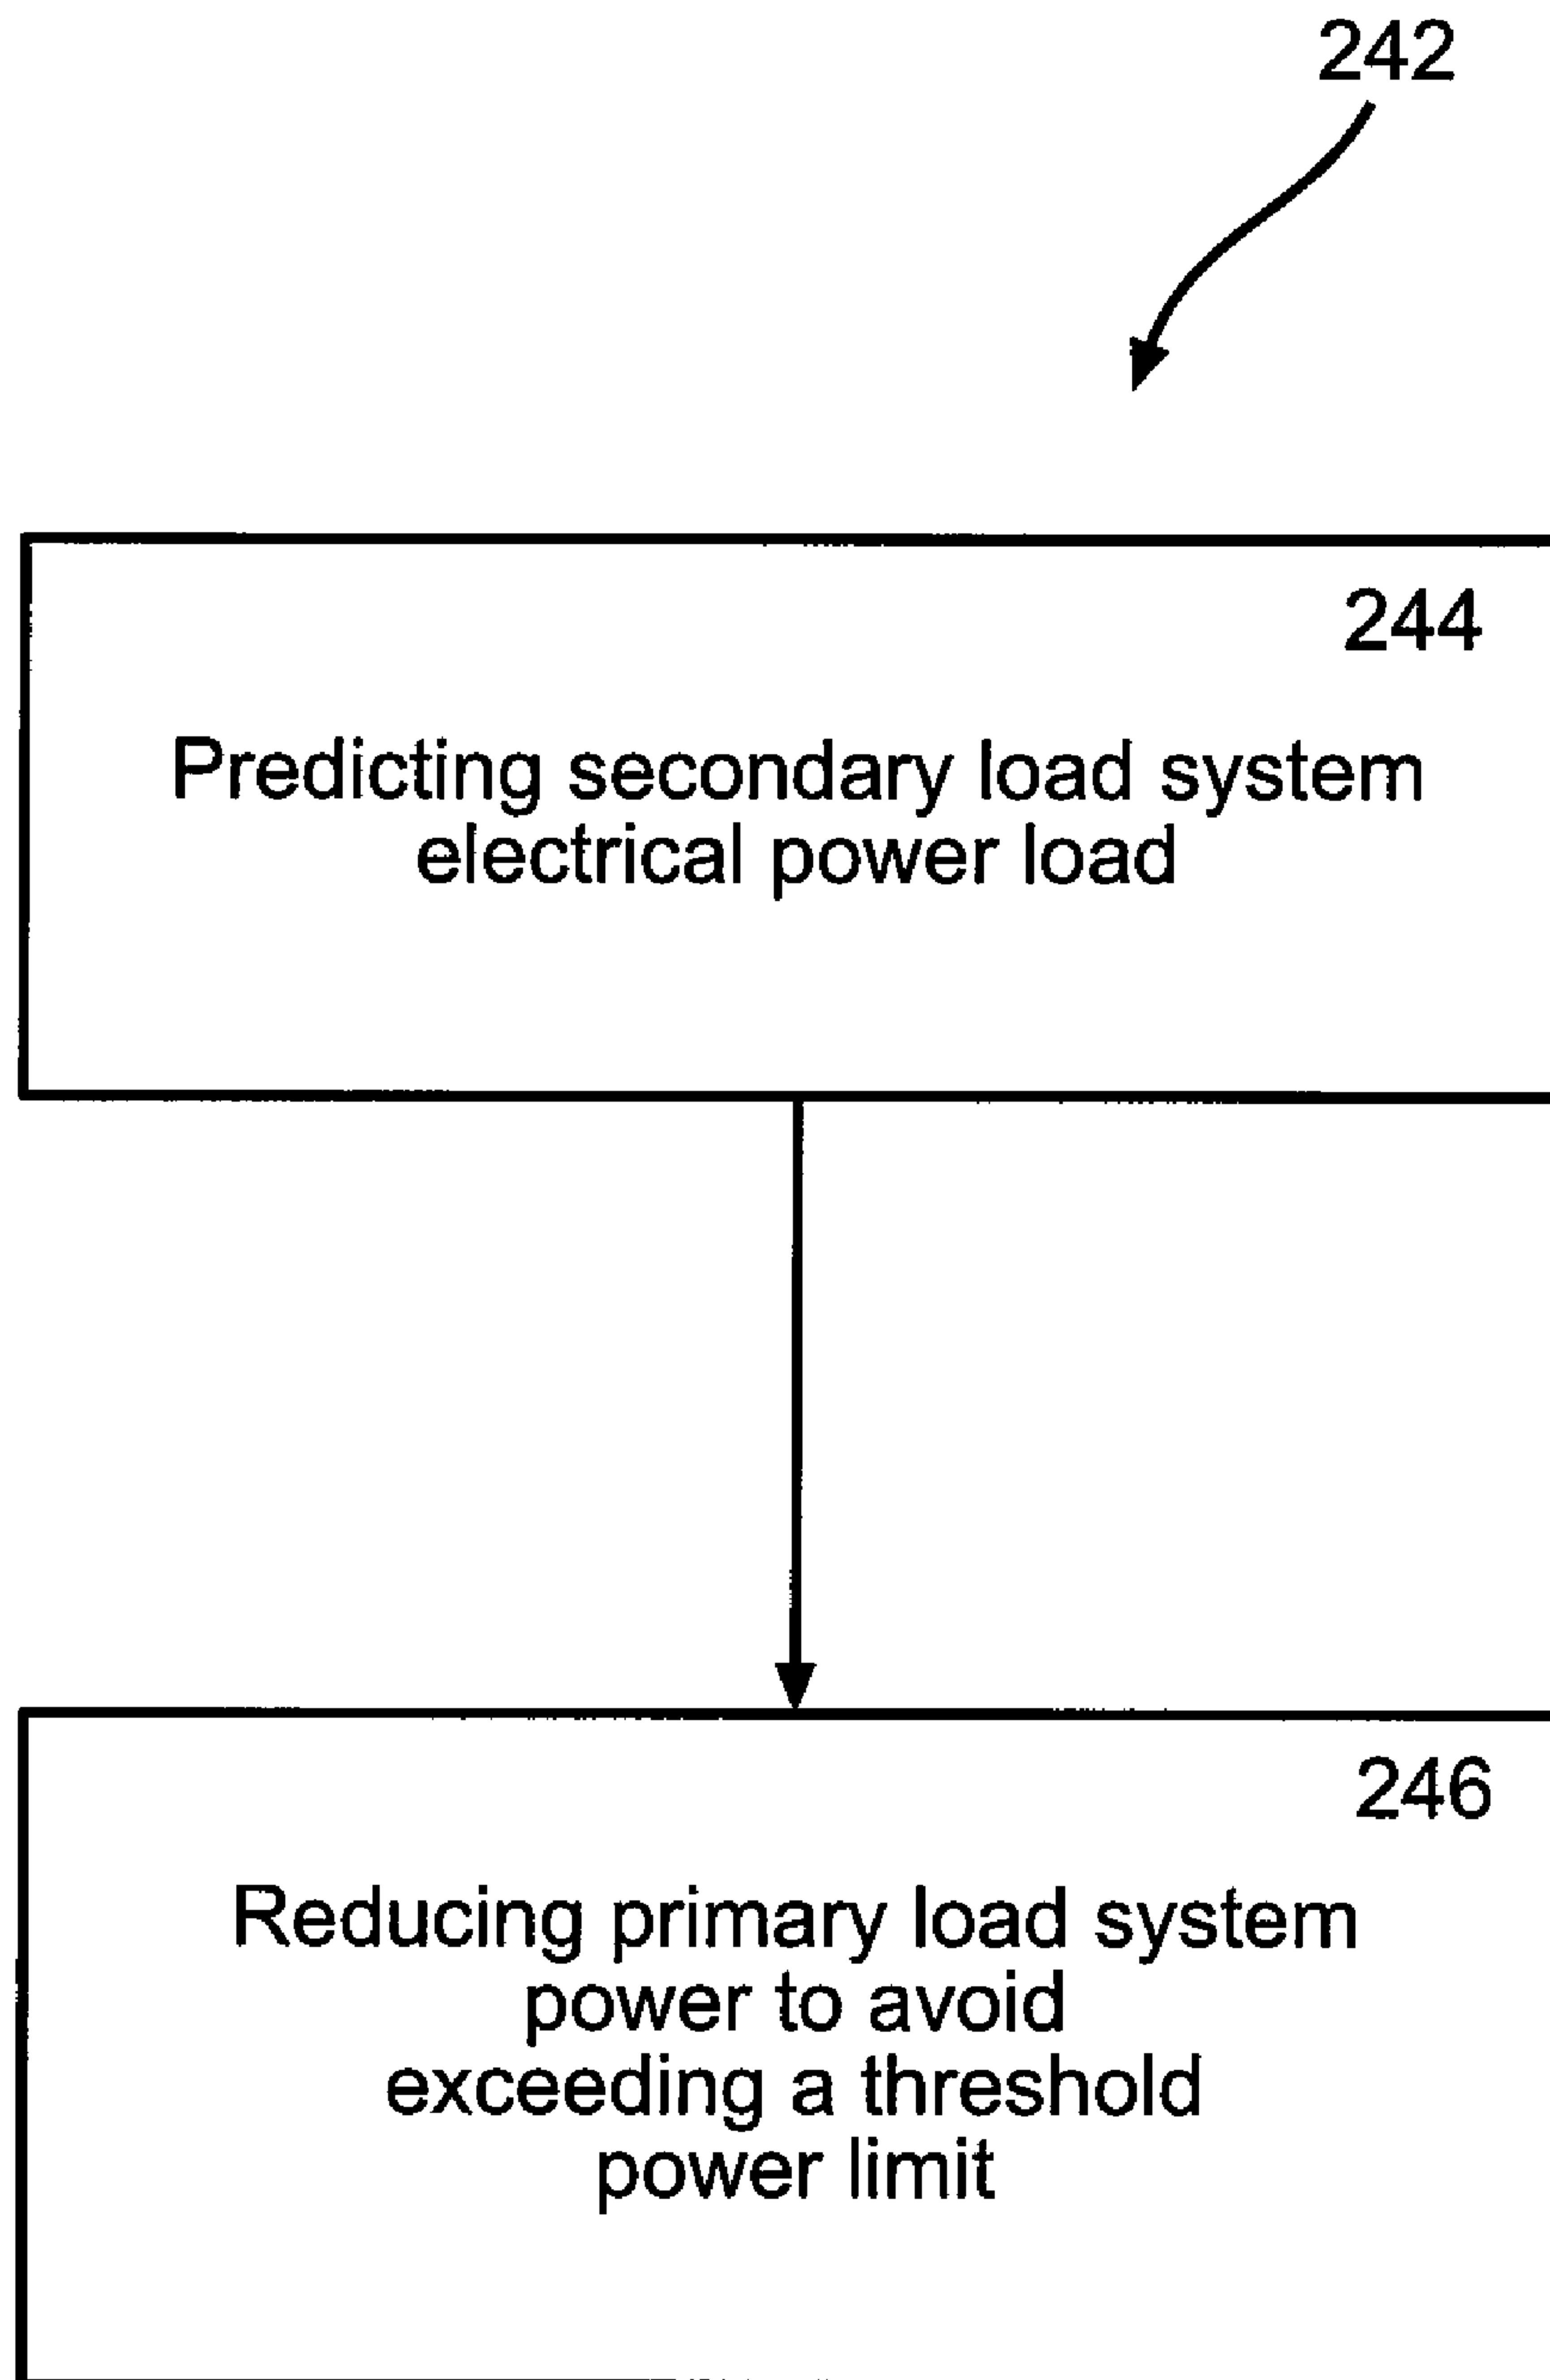 242
244
Predicting secondary load system
electrical power load
246
Reducing primary load system
power to avoid
exceeding a threshold
power limit